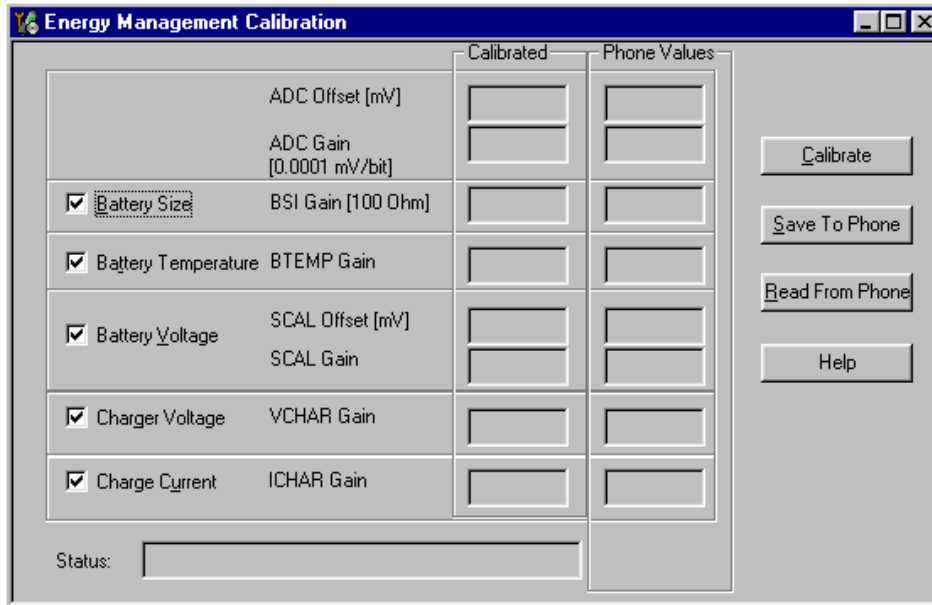 Energy Management Calibration
Calibrated Phone Values
ADC Offset [mV]
ADC Gain
[0.0001 mV/bit]
Battery Size BSI Gain [100 Ohm]
Battery Temperature BTEMP Gain
Battery Voltage SCAL Offset [mV]
SCAL Gain
Charger Voltage VCHAR Gain
Charge Current ICHAR Gain
Status:
Calibrate
Save To Phone
Read From Phone
Help